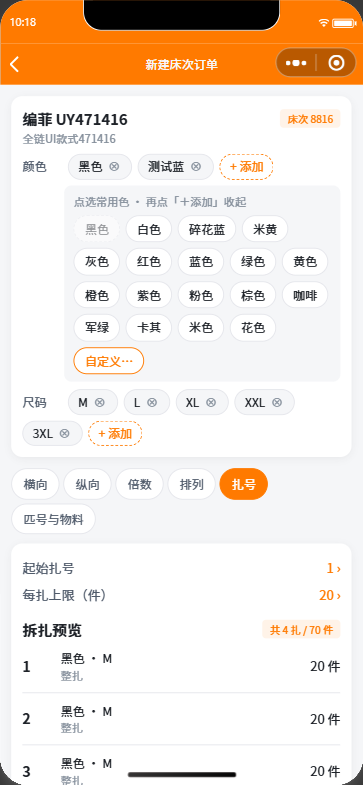 10:18
新建床次订单
编菲 UY471416
床次 8816
全链UI款式471416
颜色 黑色 ⊗ 测试蓝 ⊗ +添加
点选常用色 · 再点「＋添加」收起
黑色 白色 碎花蓝 米黄
灰色 红色 蓝色 绿色 黄色
橙色 紫色 粉色 棕色 咖啡
军绿 卡其 米色 花色
自定义…
尺码 M ⊗ L ⊗ XL ⊗ XXL ⊗
3XL ⊗ +添加
横向 纵向 倍数 排列 扎号
匹号与物料
起始扎号 1 ›
每扎上限（件） 20 ›
拆扎预览 共 4 扎 / 70 件
1 黑色 · M 20 件
整扎
2 黑色 · M 20 件
整扎
3 黑色 · M 20 件
整扎